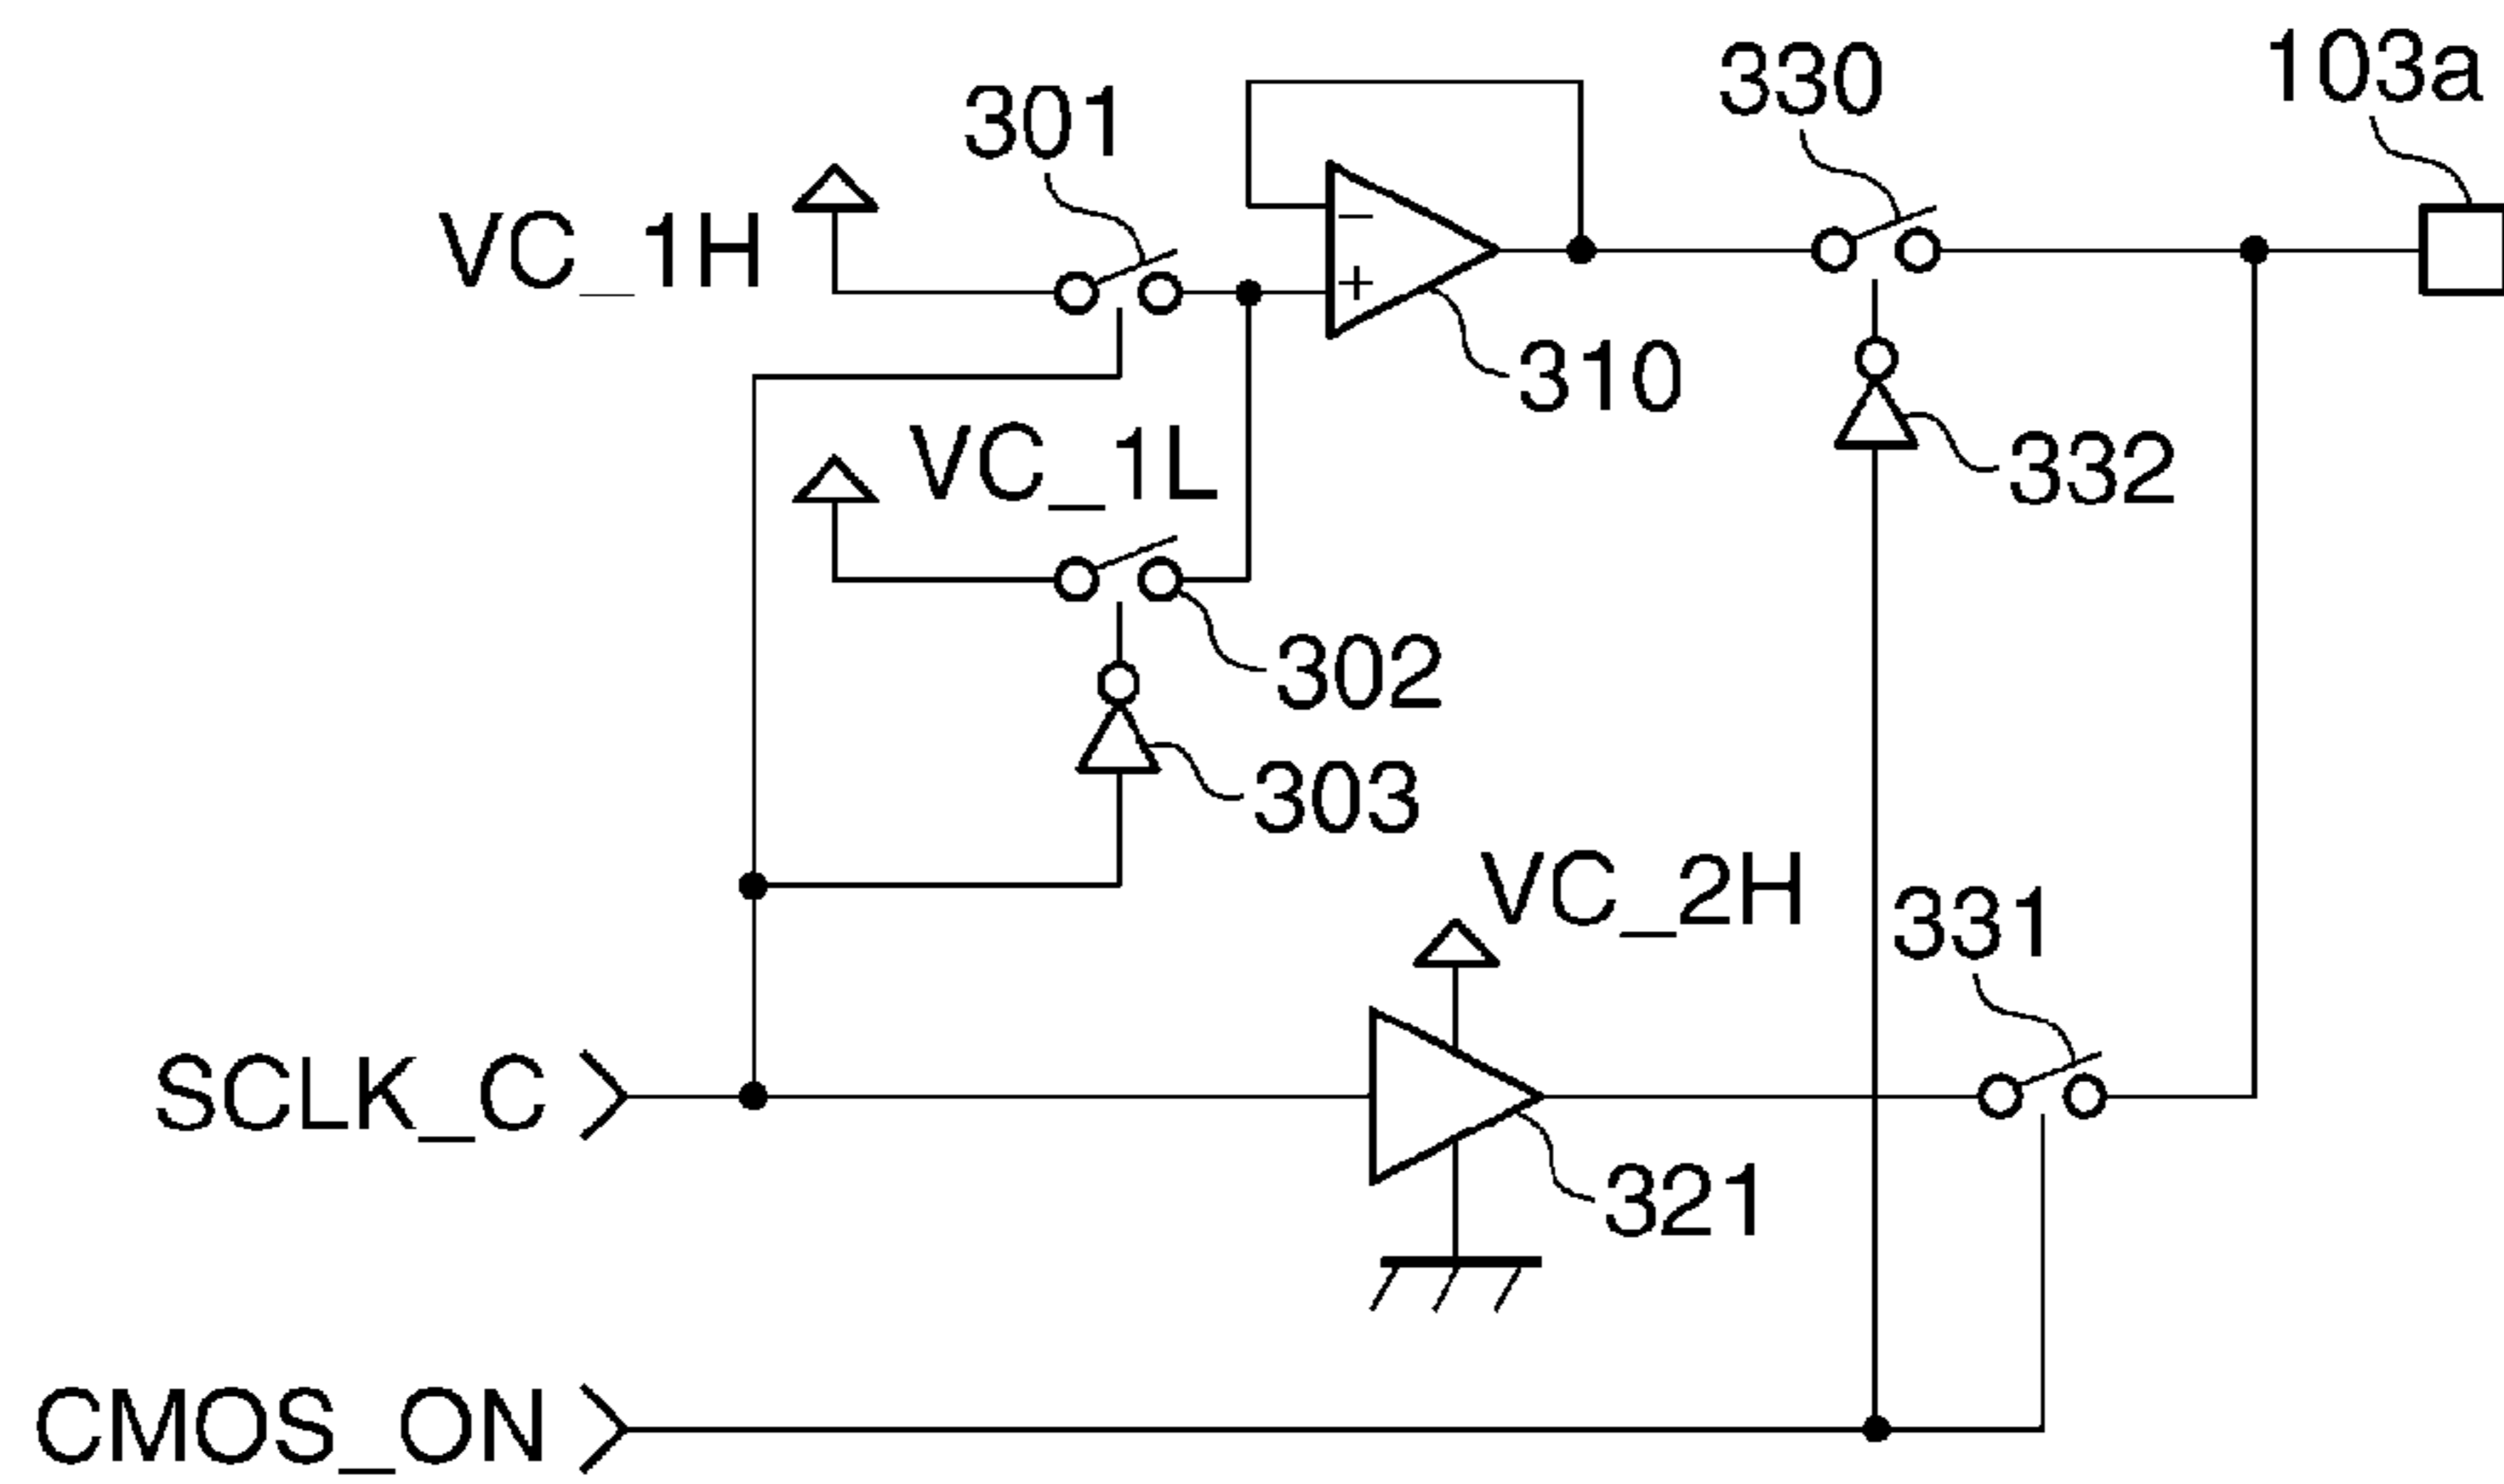 103a
330
301
VC_1H
−
+
310
VC_1L
332
302
303
VC_2H
331
SCLK_C
321
CMOS_ON